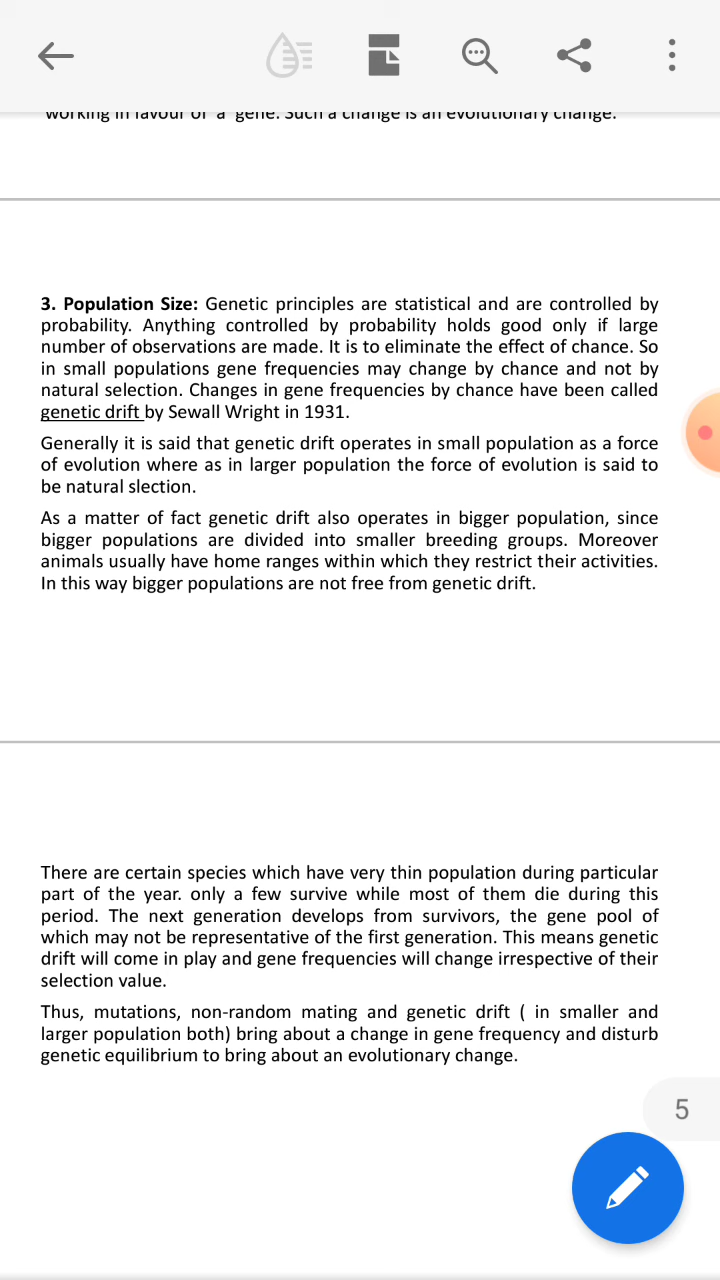 working in favour of a gene. Such a change is an evolutionary change.
3. Population Size: Genetic principles are statistical and are controlled by
probability. Anything controlled by probability holds good only if large
number of observations are made. It is to eliminate the effect of chance. So
in small populations gene frequencies may change by chance and not by
natural selection. Changes in gene frequencies by chance have been called
genetic drift by Sewall Wright in 1931.
Generally it is said that genetic drift operates in small population as a force
of evolution where as in larger population the force of evolution is said to
be natural slection.
As a matter of fact genetic drift also operates in bigger population, since
bigger populations are divided into smaller breeding groups. Moreover
animals usually have home ranges within which they restrict their activities.
In this way bigger populations are not free from genetic drift.
There are certain species which have very thin population during particular
part of the year. only a few survive while most of them die during this
period. The next generation develops from survivors, the gene pool of
which may not be representative of the first generation. This means genetic
drift will come in play and gene frequencies will change irrespective of their
selection value.
Thus, mutations, non-random mating and genetic drift ( in smaller and
larger population both) bring about a change in gene frequency and disturb
genetic equilibrium to bring about an evolutionary change.
5